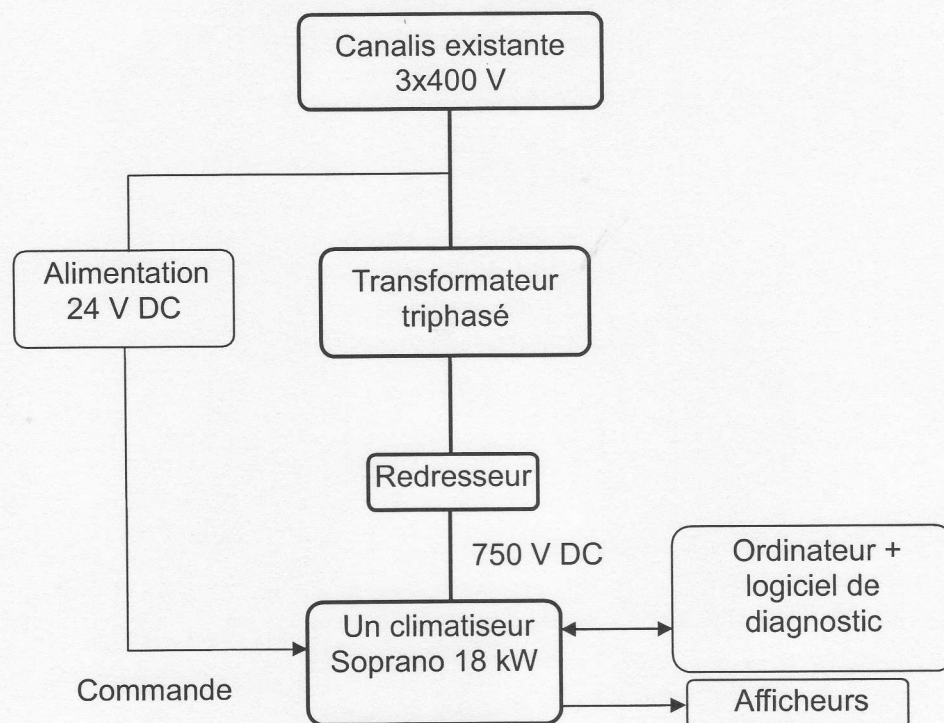 Canalis existante
3x400 V
Alimentation
24 V DC
Transformateur
triphasé
Redresseur
750 V DC
Ordinateur +
logiciel de
diagnostic
Un climatiseur
Soprano 18 kW
Commande
Afficheurs